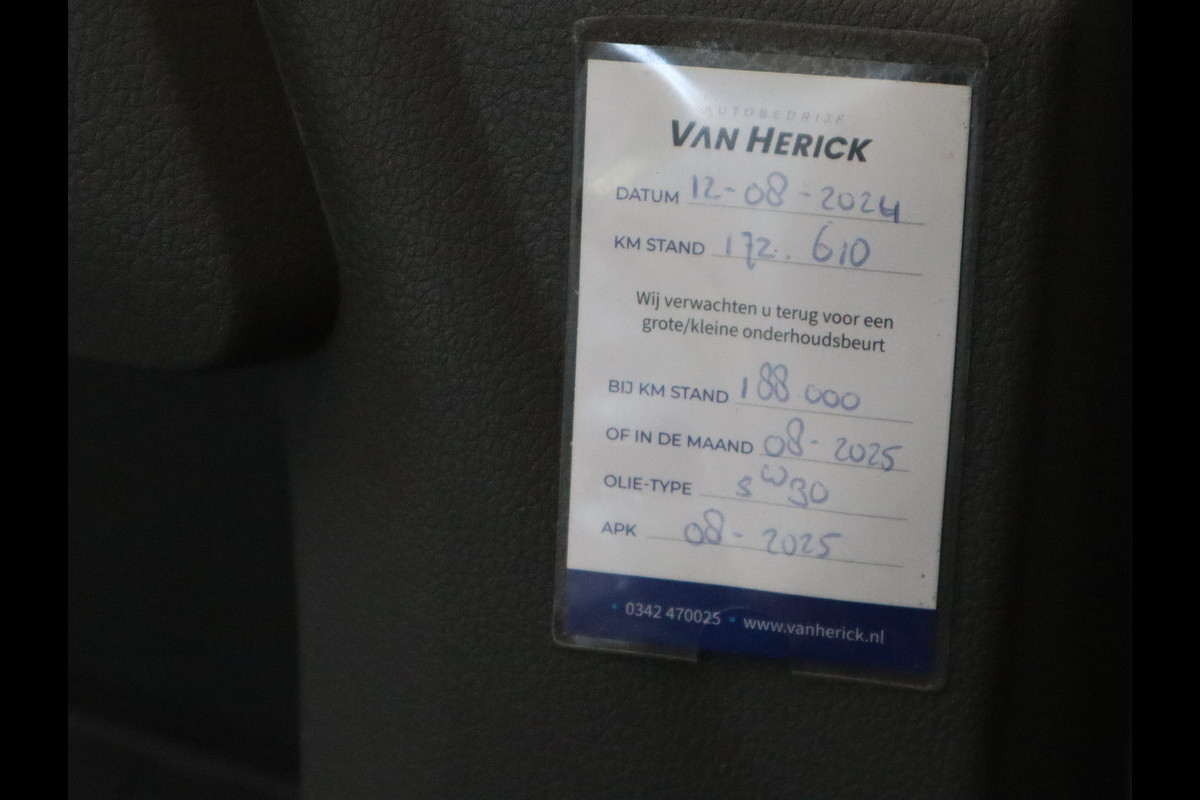 AUTOBEDRIJF
VAN HERICK
DATUM 12-08-2024
KM STAND 172.610
Wij verwachten u terug voor een
grote/kleine onderhoudsbeurt
BIJ KM STAND 188 000
OF IN DE MAAND 08-2025
OLIE-TYPE 5W30
APK 08-2025
• 0342 470025 • www.vanherick.nl